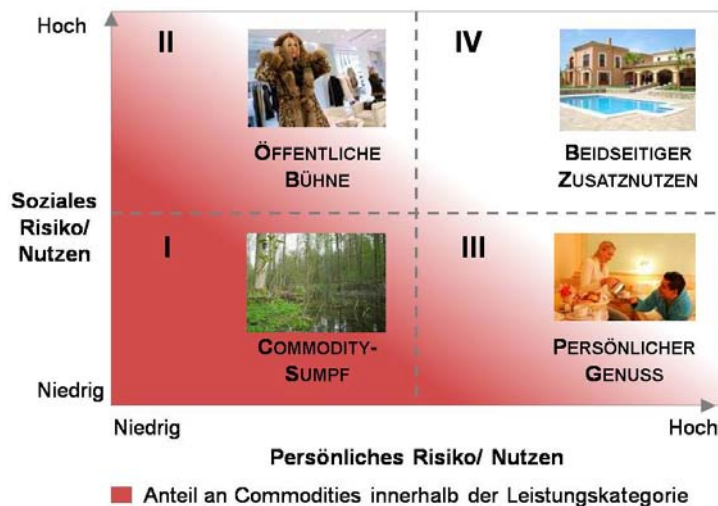 Hoch
II
IV
ÖFFENTLICHE
BÜHNE
BEIDSEITIGER
ZUSATZNUTZEN
Soziales
Risiko/
Nutzen
I
III
COMMODITY-
SUMPF
PERSÖNLICHER
GENUSS
Niedrig
Niedrig
Hoch
Persönliches Risiko/ Nutzen
Anteil an Commodities innerhalb der Leistungskategorie